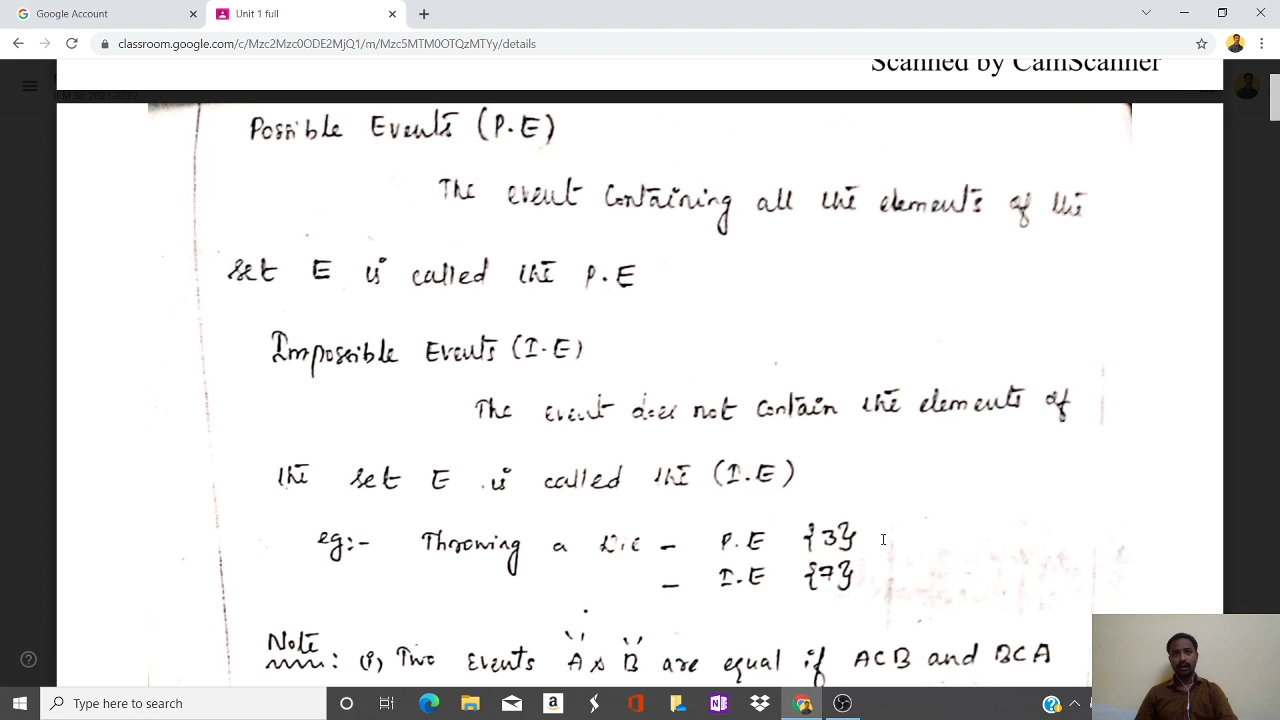 Google Account
Unit 1 full
classroom.google.com/c/Mzc2Mzc0ODE2MjQ1/m/Mzc5MTM0OTQzMTYy/details
Scanned by CamScanner
Possible Events (P.E)
The event Containing all the elements of the
set E is called the P.E
Impossible Events (I.E)
The event does not contain the elements of
the set E is called the (I.E)
eg:- Throwing a Die - P.E {3}
- I.E {7}
Note: (i) Two Events "A" & "B" are equal if A⊂B and B⊂A
Type here to search